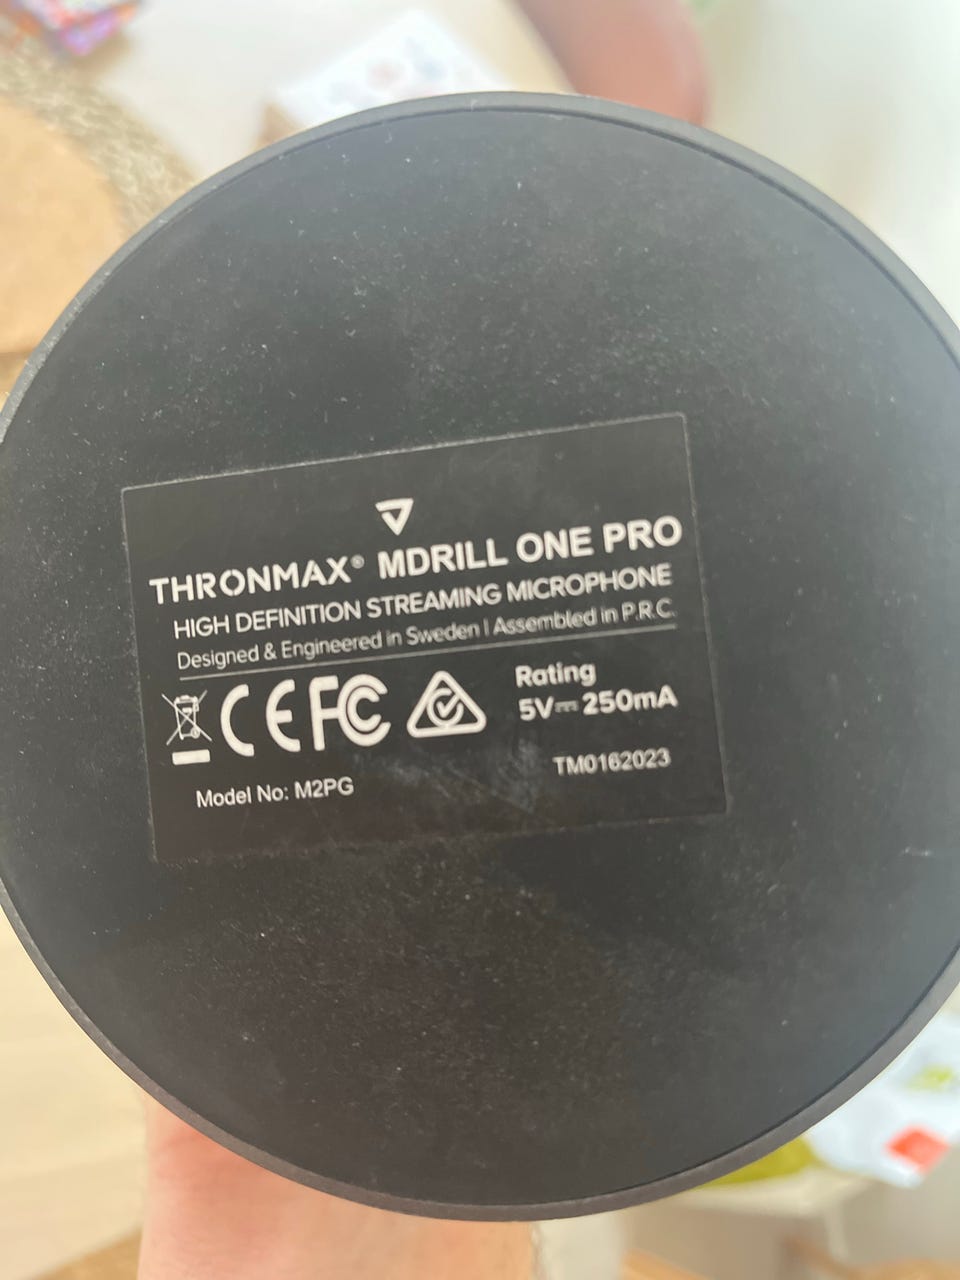 THRONMAX® MDRILL ONE PRO
HIGH DEFINITION STREAMING MICROPHONE
Designed & Engineered in Sweden | Assembled in P.R.C.
CE FC
Rating
5V⎓250mA
TM0162023
Model No: M2PG